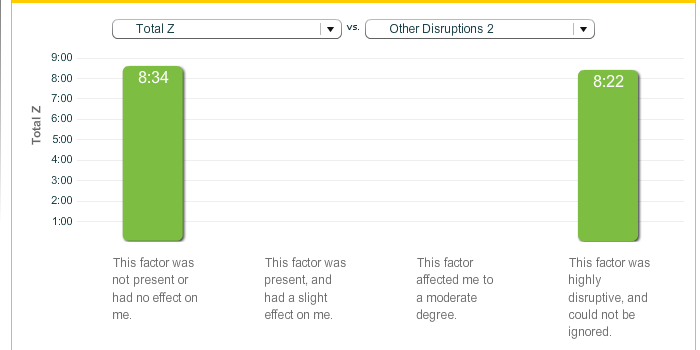 Total Z vs. Other Disruptions 2
9:00
8:00
7:00
6:00
5:00
4:00
3:00
2:00
1:00
Total Z
8:34
8:22
This factor was
not present or
had no effect on
me.
This factor was
present, and
had a slight
effect on me.
This factor
affected me to
a moderate
degree.
This factor was
highly
disruptive, and
could not be
ignored.